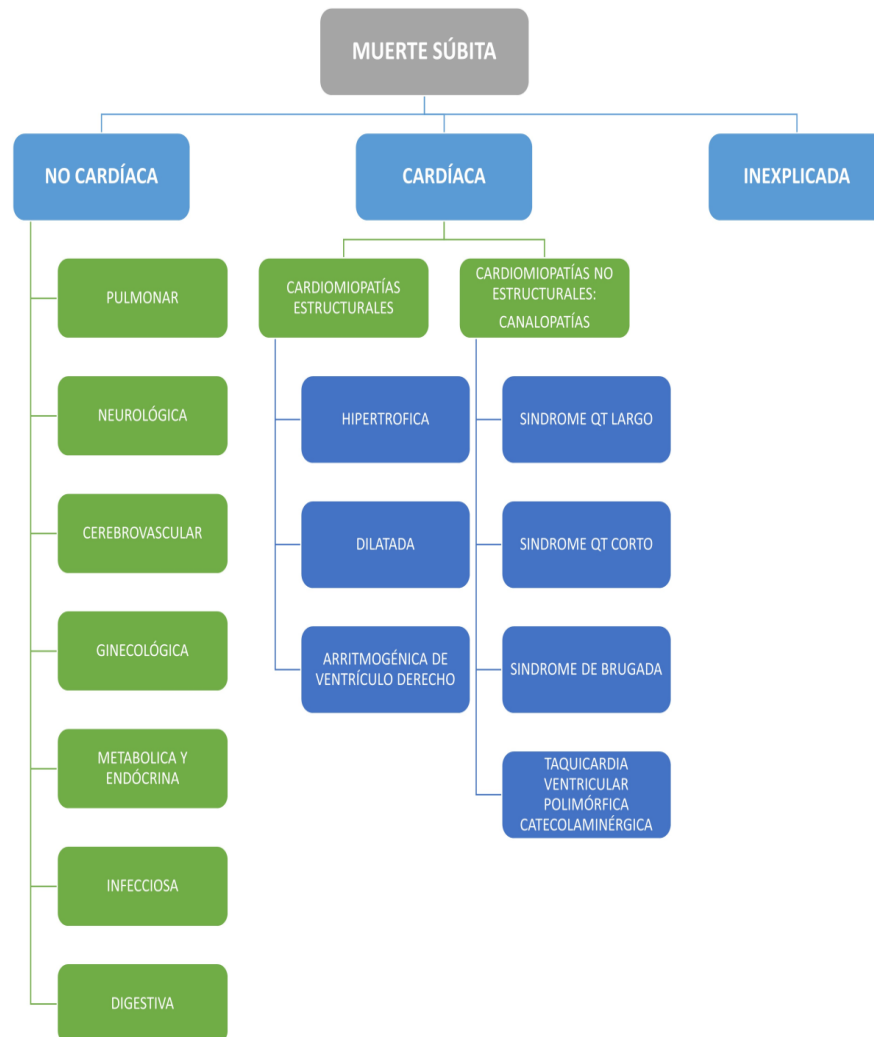 MUERTE SÚBITA
NO CARDÍACA
CARDÍACA
INEXPLICADA
PULMONAR
NEUROLÓGICA
CEREBROVASCULAR
GINECOLÓGICA
METABOLICA Y
ENDÓCRINA
INFECCIOSA
DIGESTIVA
CARDIOMIOPATÍAS
ESTRUCTURALES
HIPERTROFICA
DILATADA
ARRITMOGÉNICA DE
VENTRÍCULO DERECHO
CARDIOMIOPATÍAS NO
ESTRUCTURALES:
CANALOPATÍAS
SINDROME QT LARGO
SINDROME QT CORTO
SINDROME DE BRUGADA
TAQUICARDIA
VENTRICULAR
POLIMÓRFICA
CATECOLAMINÉRGICA